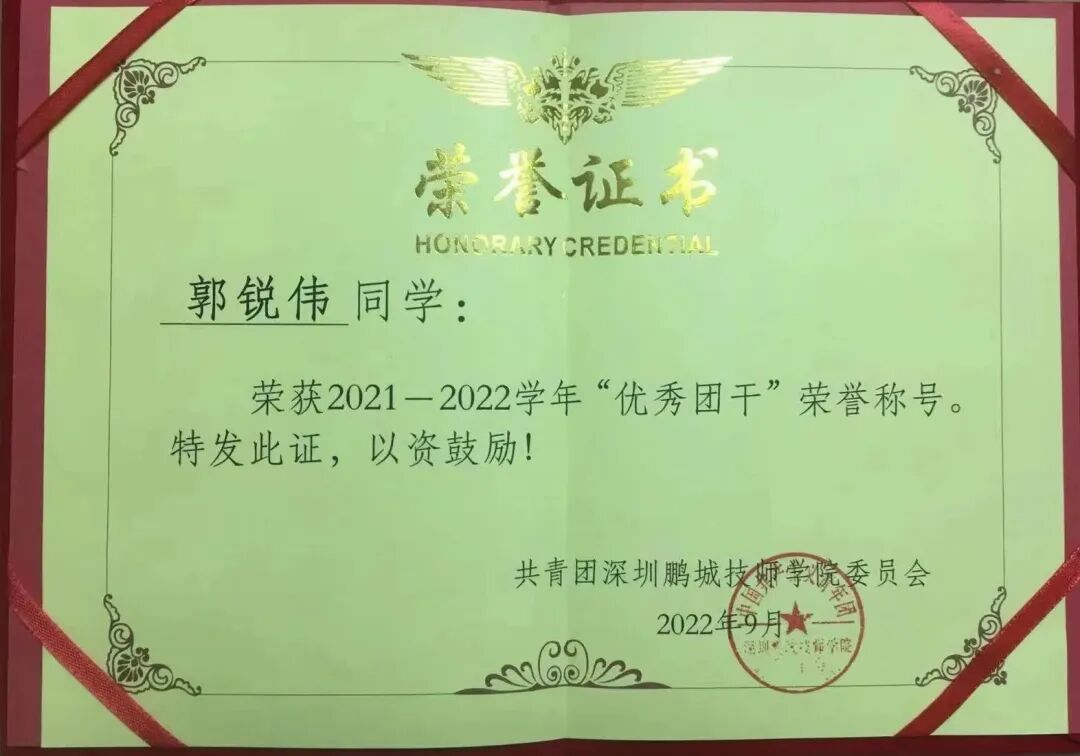 荣誉证书
HONORARY CREDENTIAL
郭锐伟 同学：
荣获2021—2022学年“优秀团干”荣誉称号。
特发此证，以资鼓励！
共青团深圳鹏城技师学院委员会
2022年9月